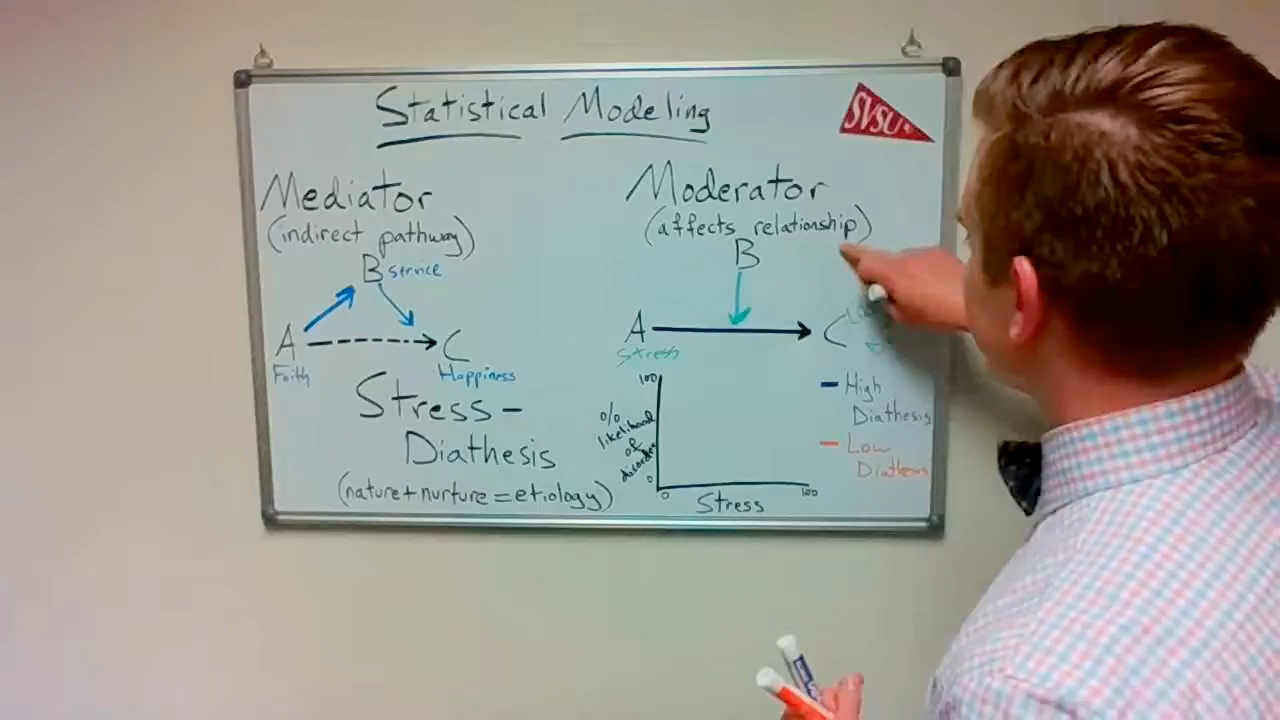 Statistical Modeling
SVSU
Mediator
(indirect pathway)
B service
A
C
Faith
Happiness
Stress-
Diathesis
(nature + nurture = etiology)
Moderator
(affects relationship)
B
A
C
Stress
100
%
likelihood
of
disorder
0
0
Stress
100
High
Diathesis
Low
Diathesis